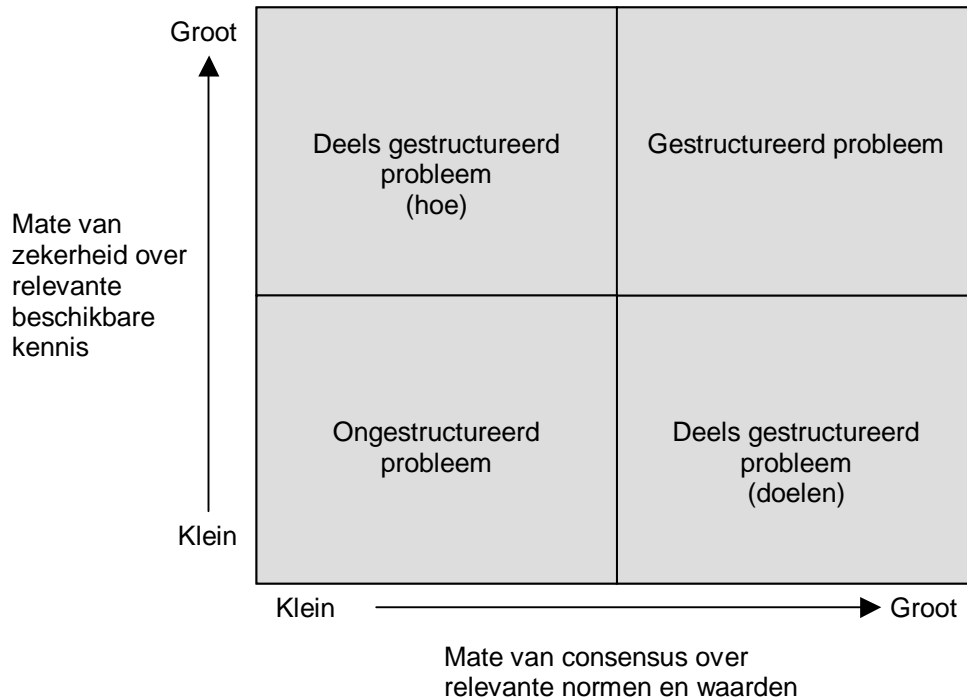 Groot
Deels gestructureerd
probleem
(hoe)
Gestructureerd probleem
Mate van
zekerheid over
relevante
beschikbare
kennis
Ongestructureerd
probleem
Deels gestructureerd
probleem
(doelen)
Klein
Klein
Groot
Mate van consensus over
relevante normen en waarden